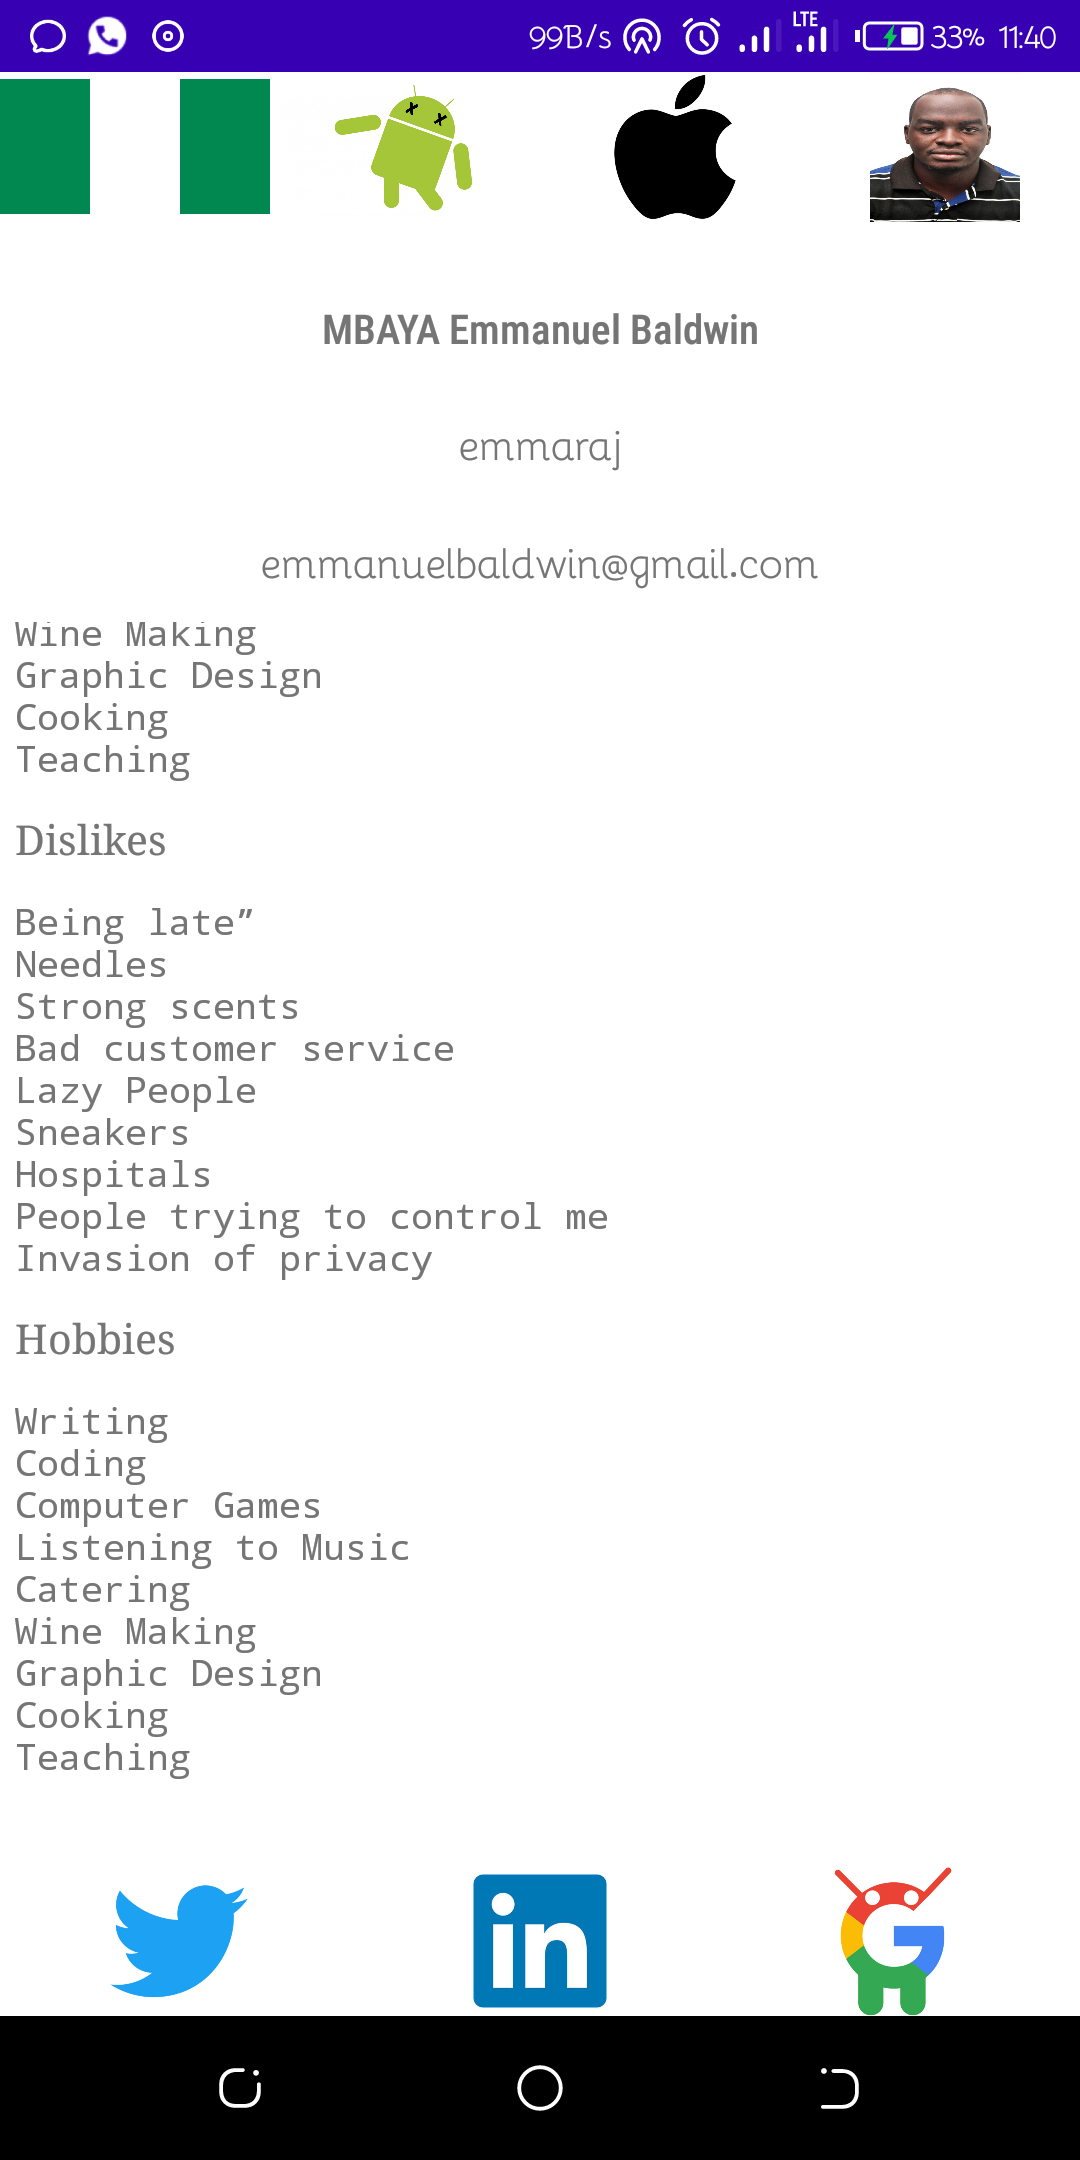 99B/s LTE 33% 11:40
MBAYA Emmanuel Baldwin
emmaraj
emmanuelbaldwin@gmail.com
Wine Making
Graphic Design
Cooking
Teaching
Dislikes
Being late”
Needles
Strong scents
Bad customer service
Lazy People
Sneakers
Hospitals
People trying to control me
Invasion of privacy
Hobbies
Writing
Coding
Computer Games
Listening to Music
Catering
Wine Making
Graphic Design
Cooking
Teaching
in
G